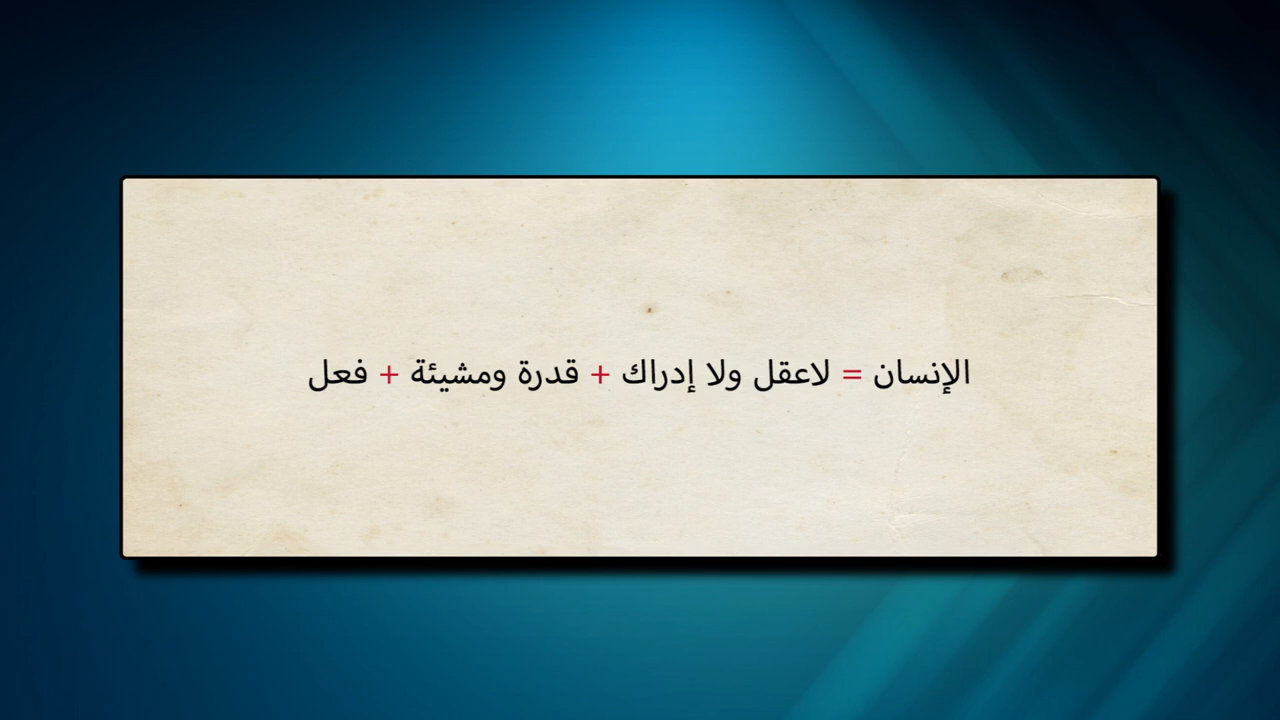 الإنسان = لاعقل ولا إدراك + قدرة ومشيئة + فعل